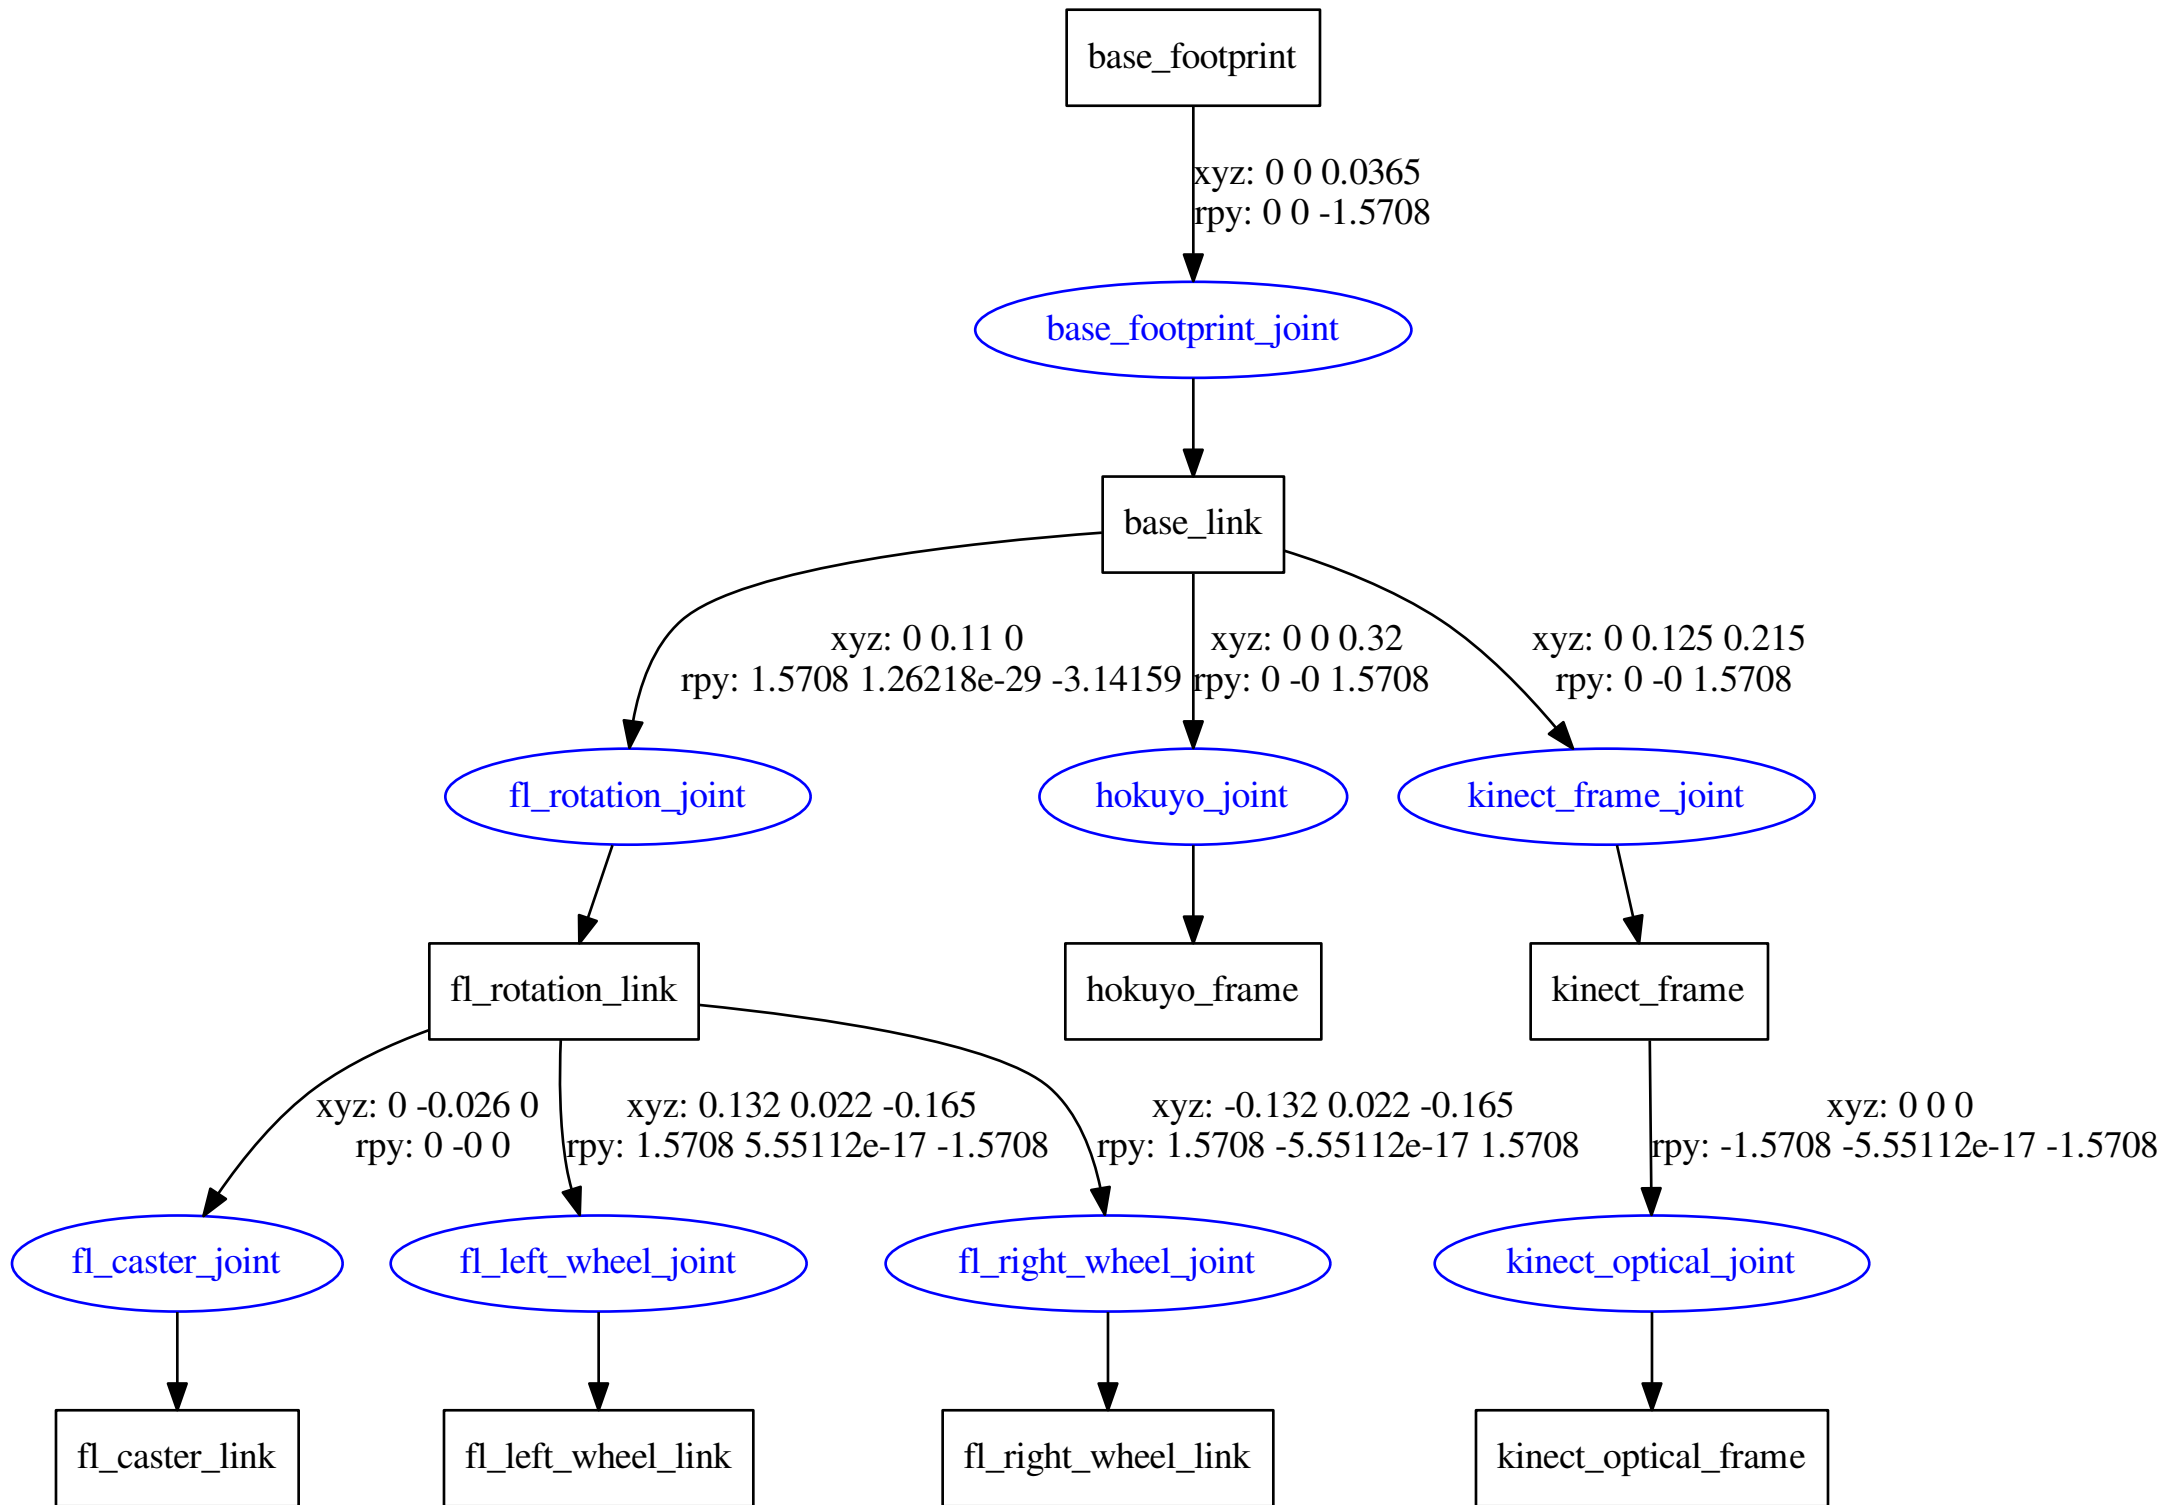 base_footprint
xyz: 0 0 0.0365
rpy: 0 0 -1.5708
base_footprint_joint
base_link
xyz: 0 0.11 0
rpy: 1.5708 1.26218e-29 -3.14159
xyz: 0 0 0.32
rpy: 0 -0 1.5708
xyz: 0 0.125 0.215
rpy: 0 -0 1.5708
fl_rotation_joint
hokuyo_joint
kinect_frame_joint
fl_rotation_link
hokuyo_frame
kinect_frame
xyz: 0 -0.026 0
rpy: 0 -0 0
xyz: 0.132 0.022 -0.165
rpy: 1.5708 5.55112e-17 -1.5708
xyz: -0.132 0.022 -0.165
rpy: 1.5708 -5.55112e-17 1.5708
xyz: 0 0 0
rpy: -1.5708 -5.55112e-17 -1.5708
fl_caster_joint
fl_left_wheel_joint
fl_right_wheel_joint
kinect_optical_joint
fl_caster_link
fl_left_wheel_link
fl_right_wheel_link
kinect_optical_frame